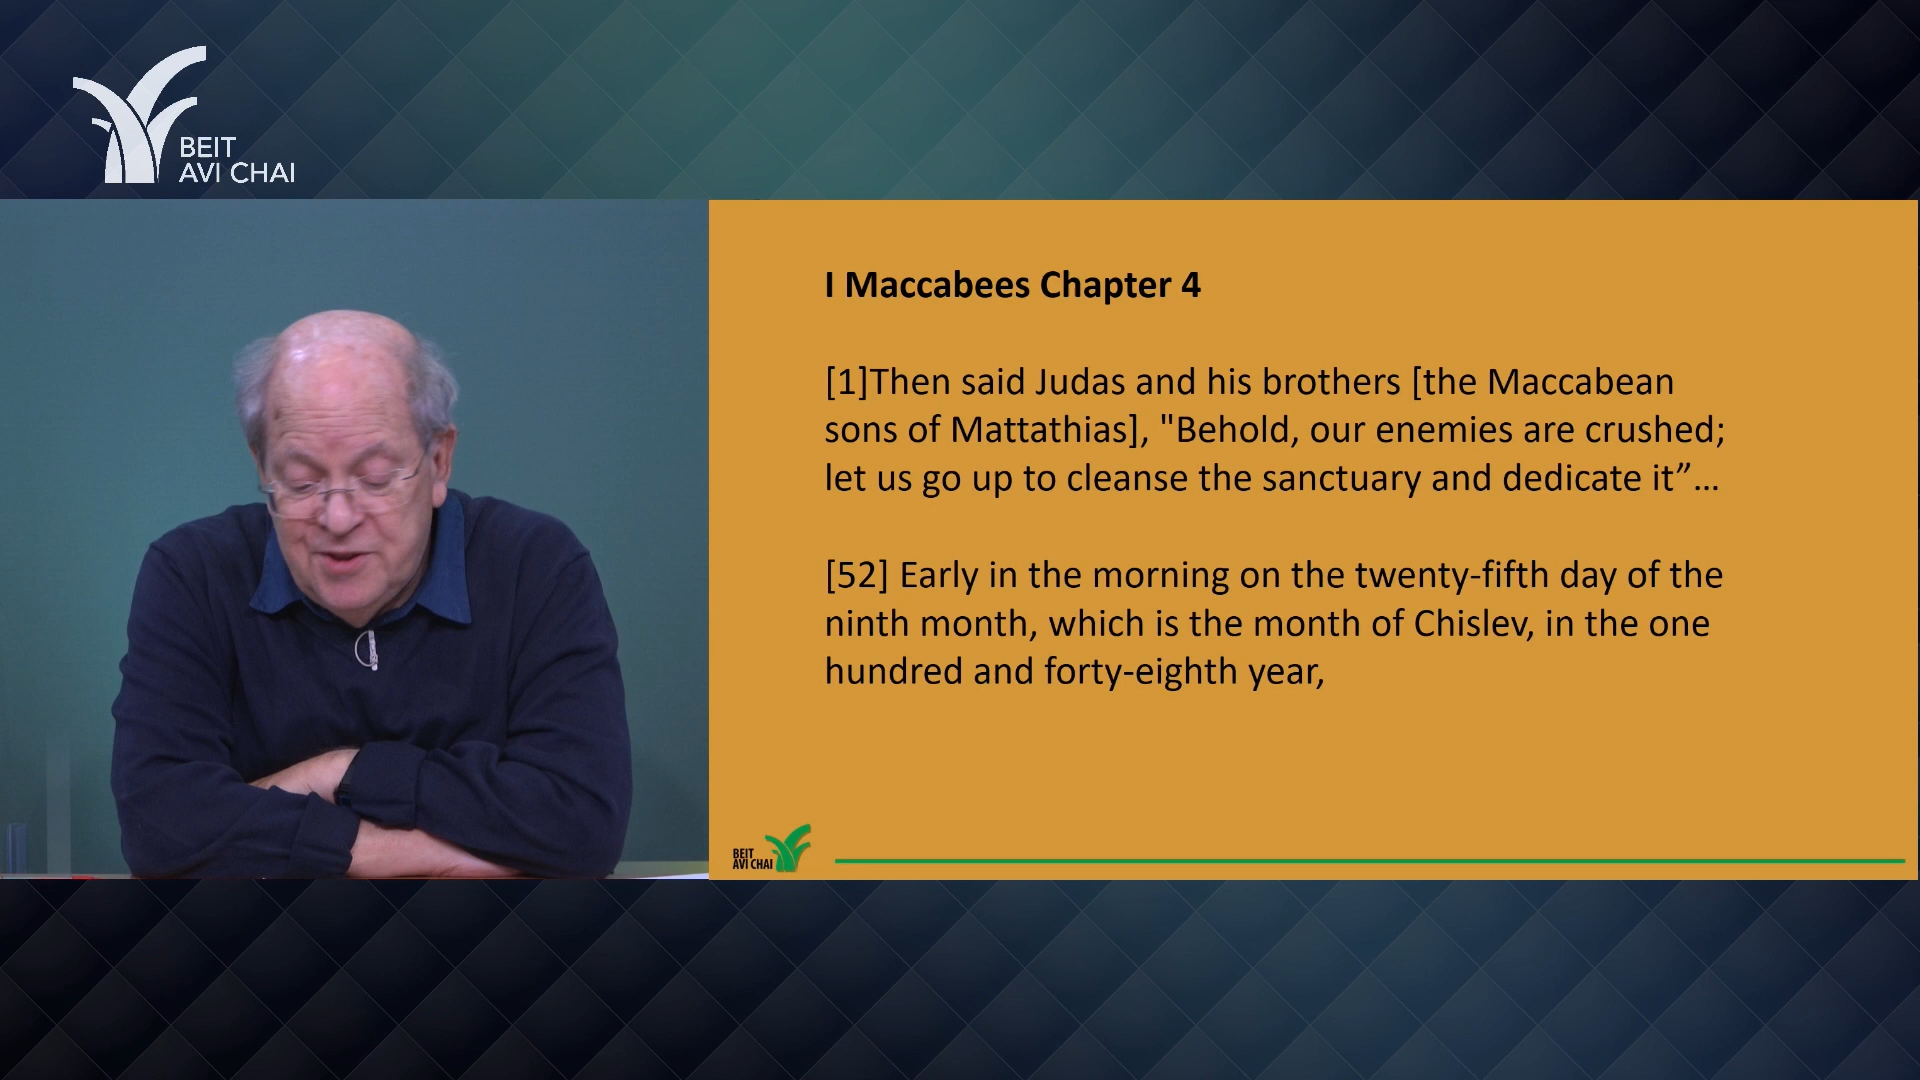 BEIT
AVI CHAI
I Maccabees Chapter 4
[1]Then said Judas and his brothers [the Maccabean
sons of Mattathias], "Behold, our enemies are crushed;
let us go up to cleanse the sanctuary and dedicate it”...
[52] Early in the morning on the twenty-fifth day of the
ninth month, which is the month of Chislev, in the one
hundred and forty-eighth year,
BEIT
AVI CHAI